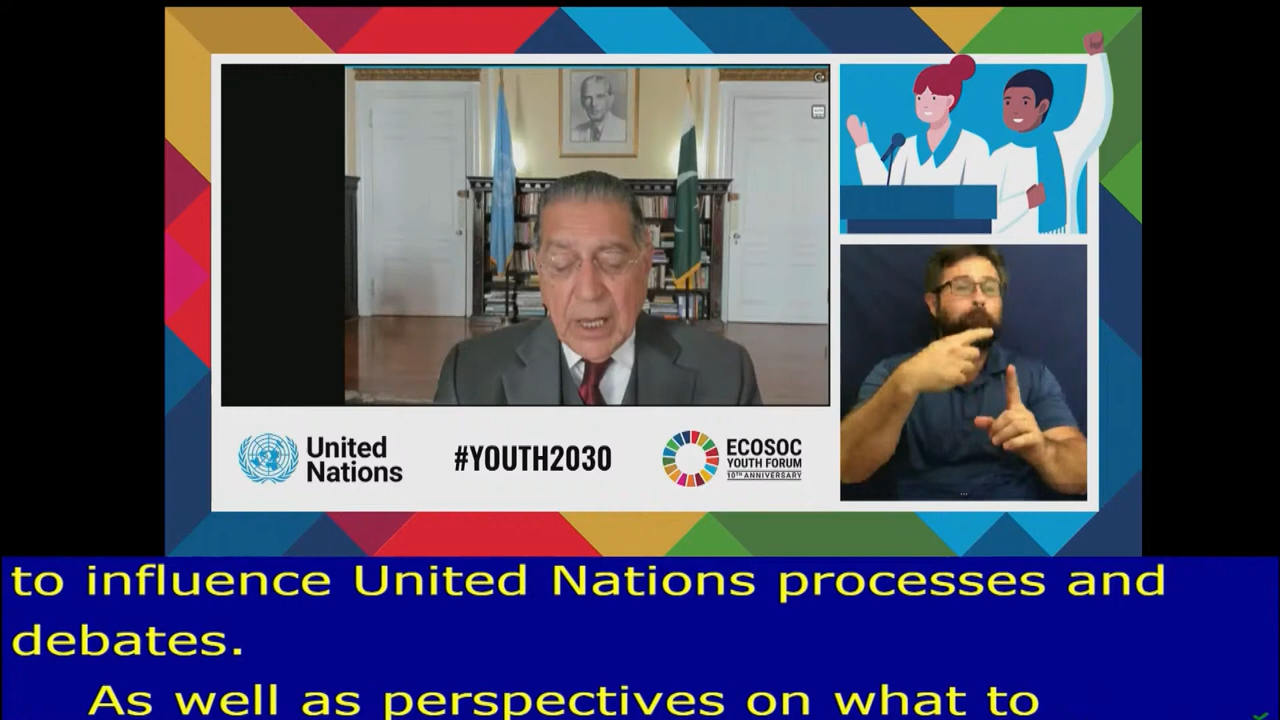 United
Nations
#YOUTH2030
ECOSOC
YOUTH FORUM
10TH ANNIVERSARY
to influence United Nations processes and
debates.
As well as perspectives on what to